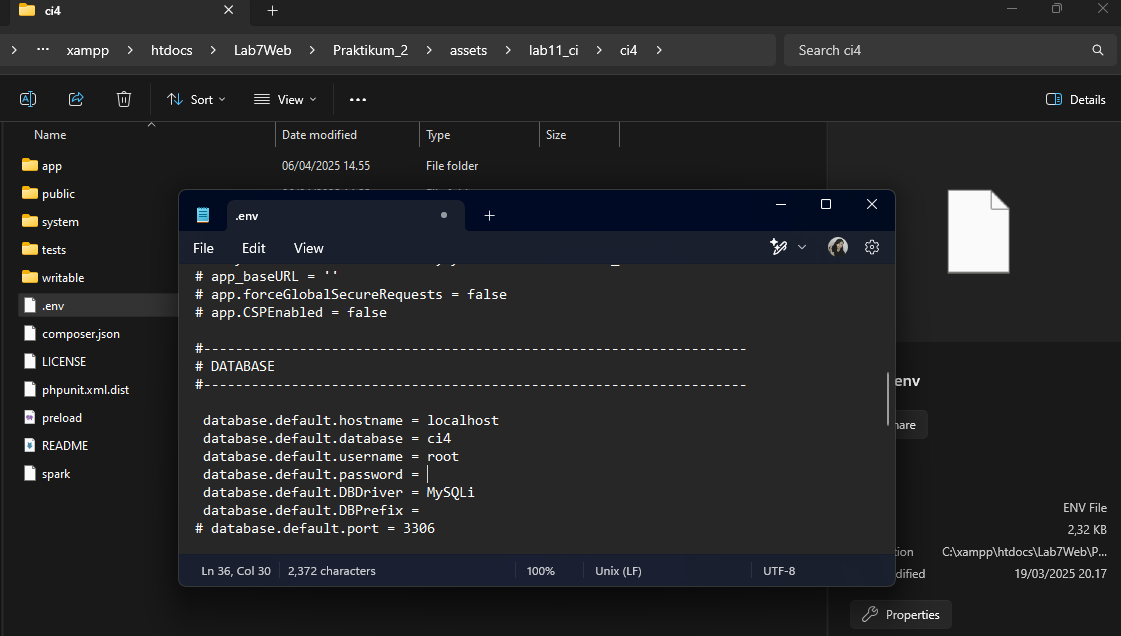 ci4
xampp > htdocs > Lab7Web > Praktikum_2 > assets > lab11_ci > ci4 >
Search ci4
Sort
View
Details
Name
Date modified
Type
Size
app
06/04/2025 14.55
File folder
public
system
tests
writable
.env
composer.json
LICENSE
phpunit.xml.dist
preload
README
spark
.env
File
Edit
View
# app_baseURL = ''
# app.forceGlobalSecureRequests = false
# app.CSPEnabled = false
#--------------------------------------------------------------------
# DATABASE
#--------------------------------------------------------------------
database.default.hostname = localhost
database.default.database = ci4
database.default.username = root
database.default.password =
database.default.DBDriver = MySQLi
database.default.DBPrefix =
# database.default.port = 3306
Ln 36, Col 30
2,372 characters
100%
Unix (LF)
UTF-8
env
hare
ENV File
2,32 KB
tion
C:\xampp\htdocs\Lab7Web\P...
dified
19/03/2025 20.17
Properties